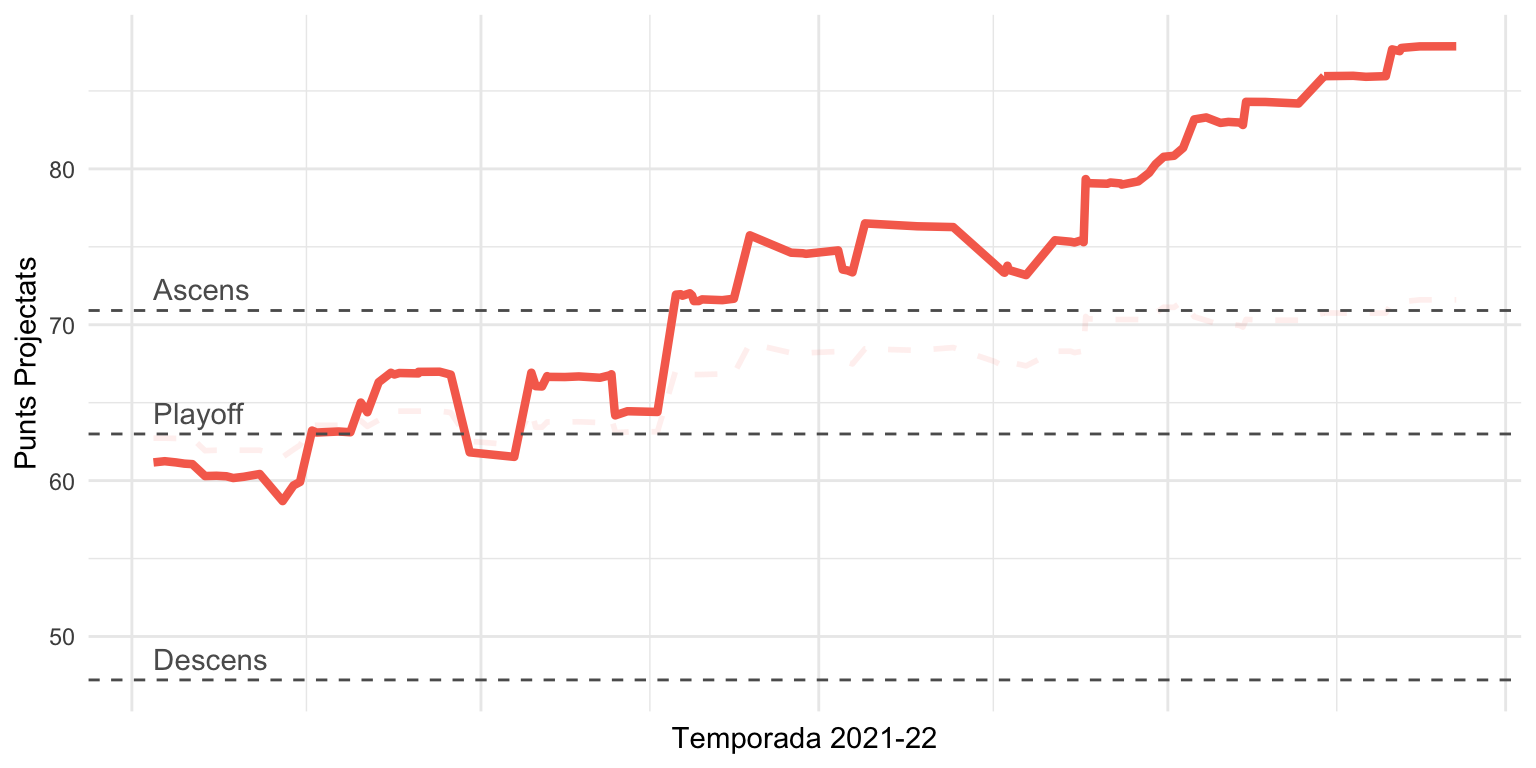 80
70
60
50
Ascens
Playoff
Descens
Punts Projectats
Temporada 2021-22